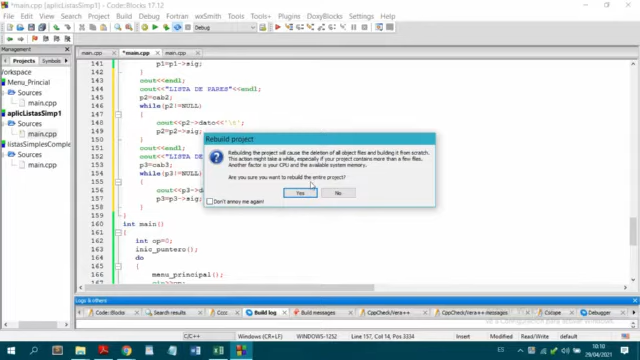 *main.cpp [aplicListasSimp1] - Code::Blocks 17.12
File Edit View Search Project Build Debug Fortran wxSmith Tools Tools+ Plugins DoxyBlocks Settings Help
Debug
Management
main.cpp *main.cpp main.cpp
Projects Symbols
Menu_Princial
Sources
main.cpp
aplicListasSimp1
Sources
main.cpp
listaSimplesComple
Sources
main.cpp
141 p1=p1->sig;
142 }
143 cout<<endl;
144 cout<<"LISTA DE PARES"<<endl;
145 p2=cab2;
146 while(p2!=NULL)
147 {
148 cout<<p2->dato<<'\t';
149 p2=p2->sig;
150 }
151 cout<<endl;
152 cout<<"LISTA DE
153 p3=cab3;
154 while(p3!=NULL)
155 {
156 cout<<p3->d
157 p3=p3->sig;
158 }
159 }
160 int main()
161 {
162 int op=0;
163 inic_puntero();
164 do
165 {
166 menu_principal();
167
Rebuild project
Rebuilding the project will cause the deletion of all object files and building it from scratch.
This action might take a while, especially if your project contains more than a few files.
Another factor is your CPU and the available system memory.
Are you sure you want to rebuild the entire project?
Yes No
Don't annoy me again!
Logs & others
Code::Blocks Search results Cccc Build log Build messages CppCheck/Vera++ CppCheck/Vera++ messages Cscope Debugger
C/C++ Windows (CR+LF) WINDOWS-1252 Line 157, Col 14, Pos 3334 Insert Modified Read/Write default
ES 10:10
29/04/2021